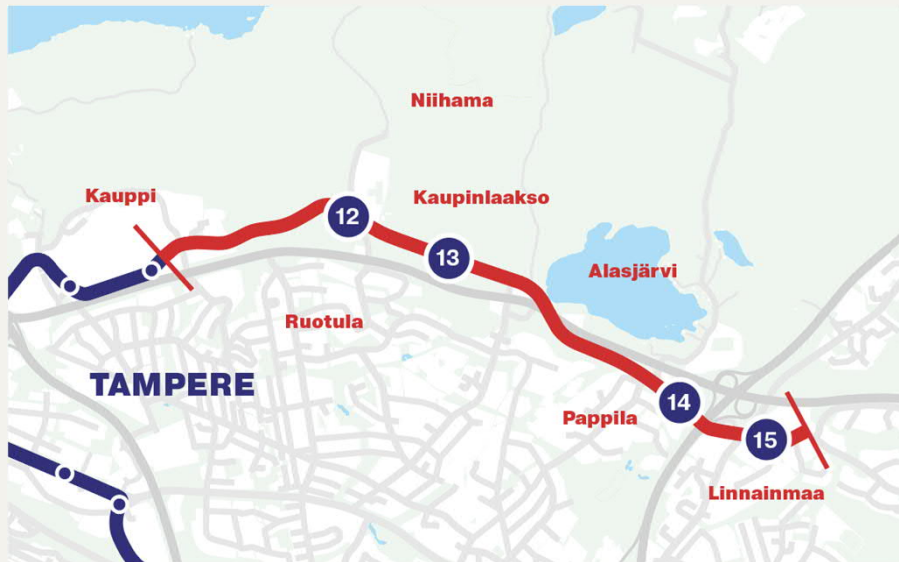 Niihama
Kauppi
Kaupinlaakso
12
13
Alasjärvi
Ruotula
TAMPERE
14
Pappila
15
Linnainmaa